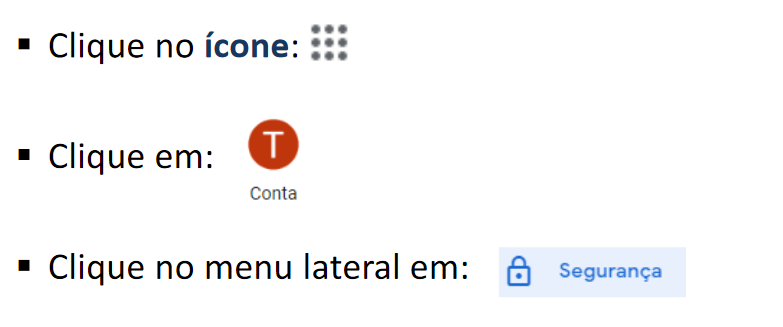 ▪ Clique no ícone:
▪ Clique em:
T
Conta
▪ Clique no menu lateral em: Segurança